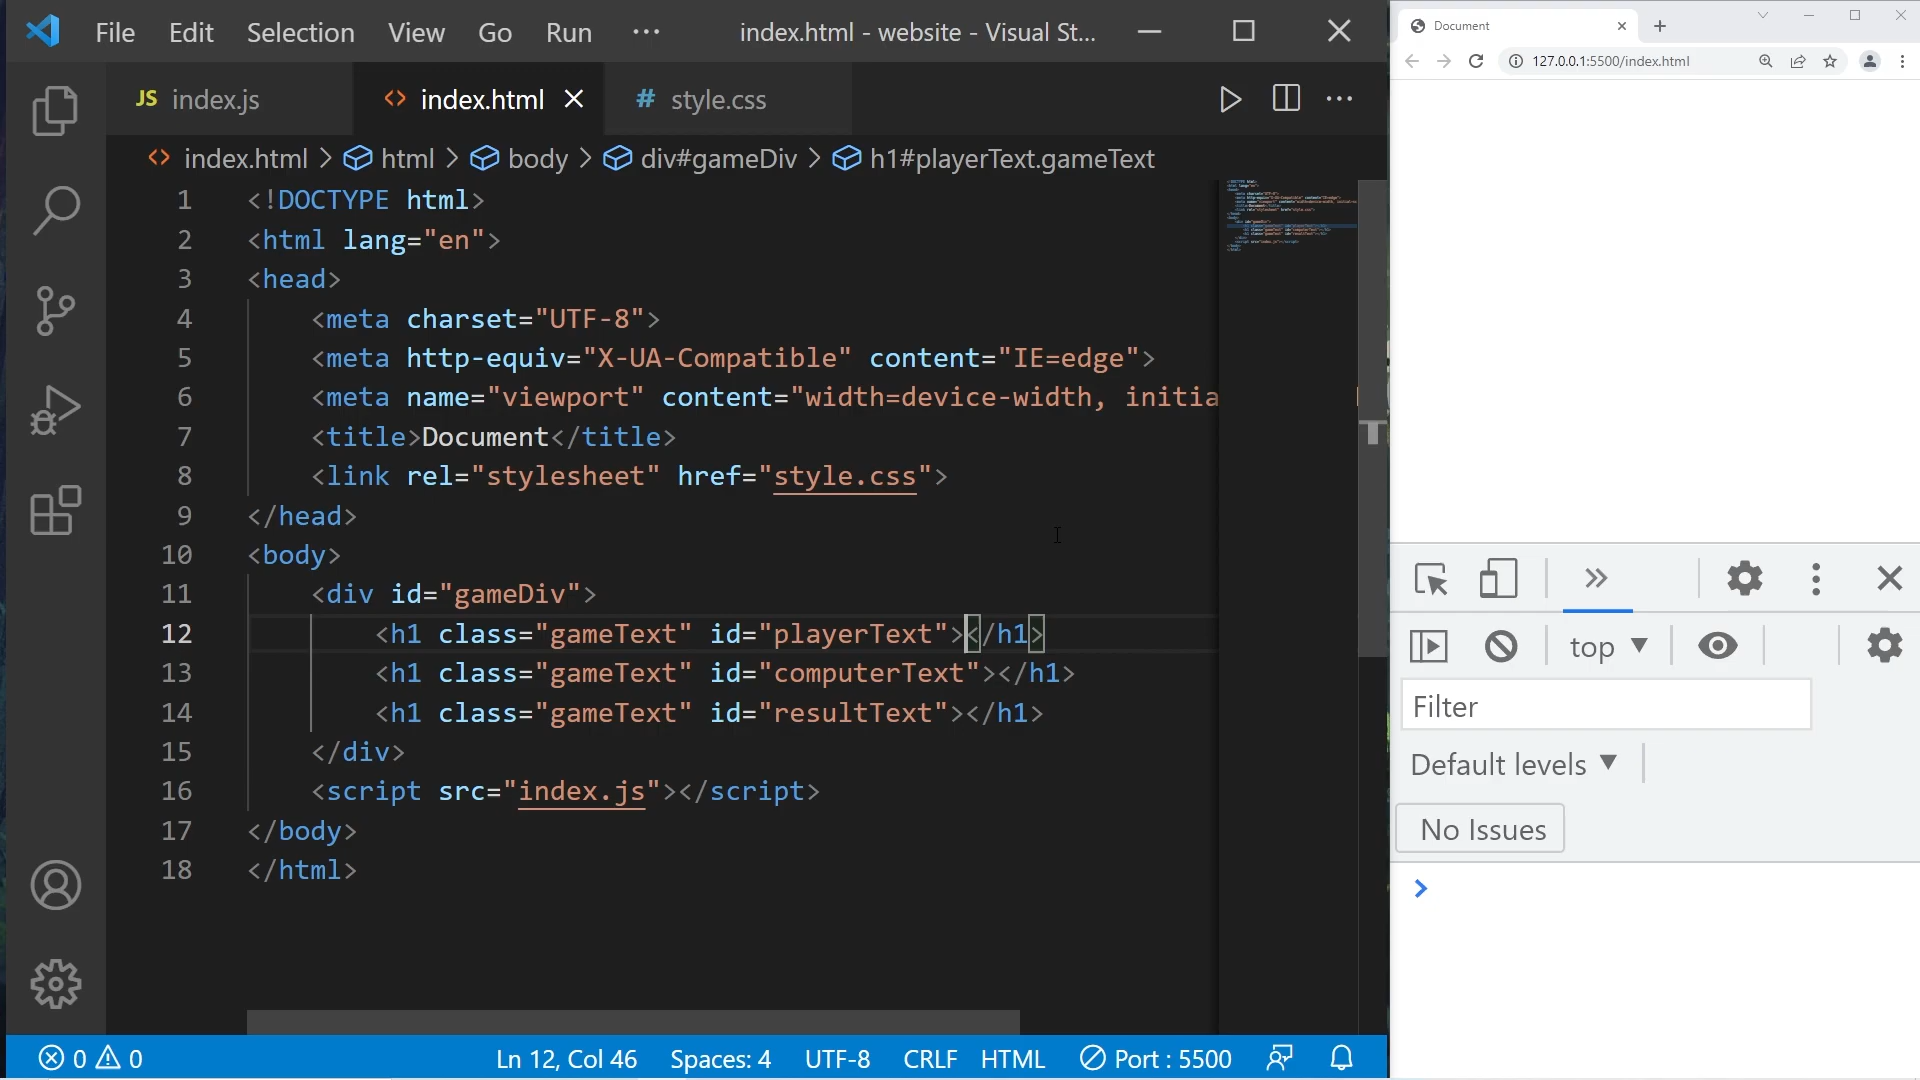 File Edit Selection View Go Run ··· index.html - website - Visual St...
JS index.js <> index.html # style.css
<> index.html > html > body > div#gameDiv > h1#playerText.gameText
1 <!DOCTYPE html>
2 <html lang="en">
3 <head>
4 <meta charset="UTF-8">
5 <meta http-equiv="X-UA-Compatible" content="IE=edge">
6 <meta name="viewport" content="width=device-width, initia
7 <title>Document</title>
8 <link rel="stylesheet" href="style.css">
9 </head>
10 <body>
11 <div id="gameDiv">
12 <h1 class="gameText" id="playerText"></h1>
13 <h1 class="gameText" id="computerText"></h1>
14 <h1 class="gameText" id="resultText"></h1>
15 </div>
16 <script src="index.js"></script>
17 </body>
18 </html>
0 0 Ln 12, Col 46 Spaces: 4 UTF-8 CRLF HTML Port : 5500
Document
127.0.0.1:5500/index.html
top
Filter
Default levels
No Issues